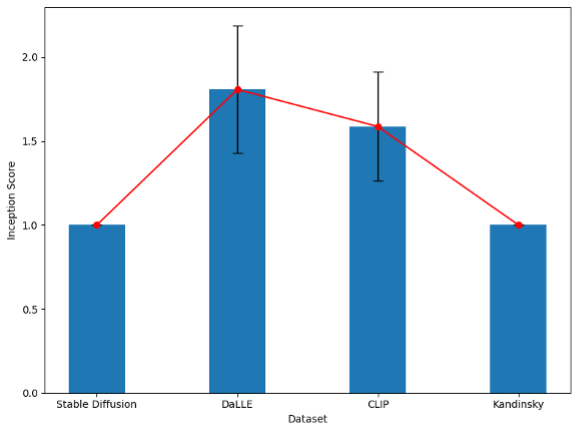 2.0
1.5
1.0
0.5
0.0
Inception Score
Stable Diffusion
DaLLE
CLIP
Kandinsky
Dataset